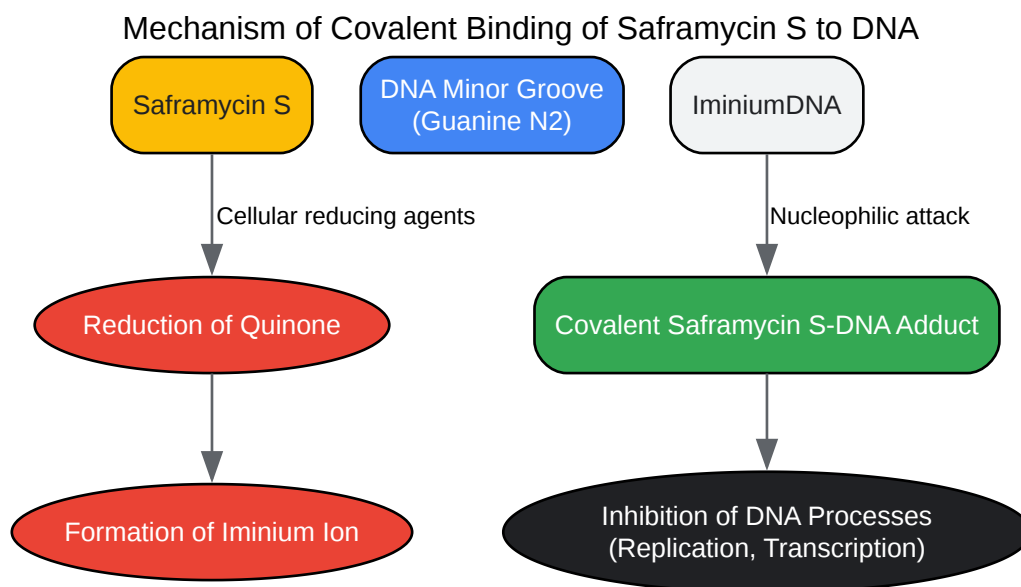 Mechanism of Covalent Binding of Saframycin S to DNA
Saframycin S
DNA Minor Groove
(Guanine N2)
IminiumDNA
Cellular reducing agents
Nucleophilic attack
Reduction of Quinone
Covalent Saframycin S-DNA Adduct
Formation of Iminium Ion
Inhibition of DNA Processes
(Replication, Transcription)